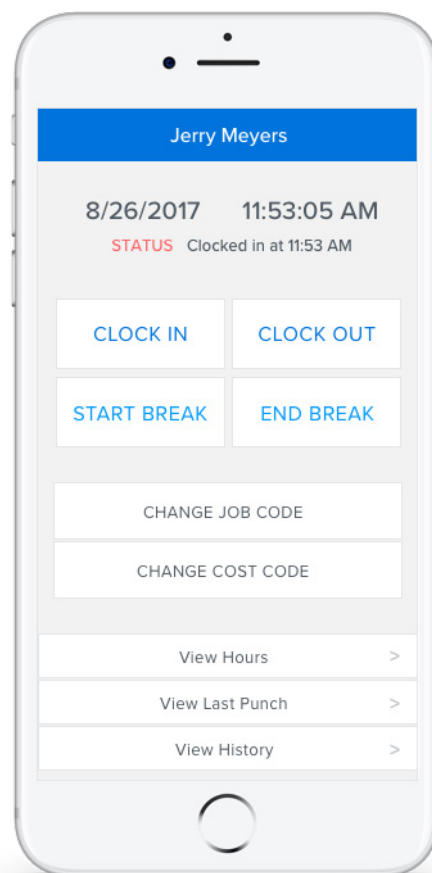 Jerry Meyers
8/26/2017 11:53:05 AM
STATUS Clocked in at 11:53 AM
CLOCK IN CLOCK OUT
START BREAK END BREAK
CHANGE JOB CODE
CHANGE COST CODE
View Hours >
View Last Punch >
View History >